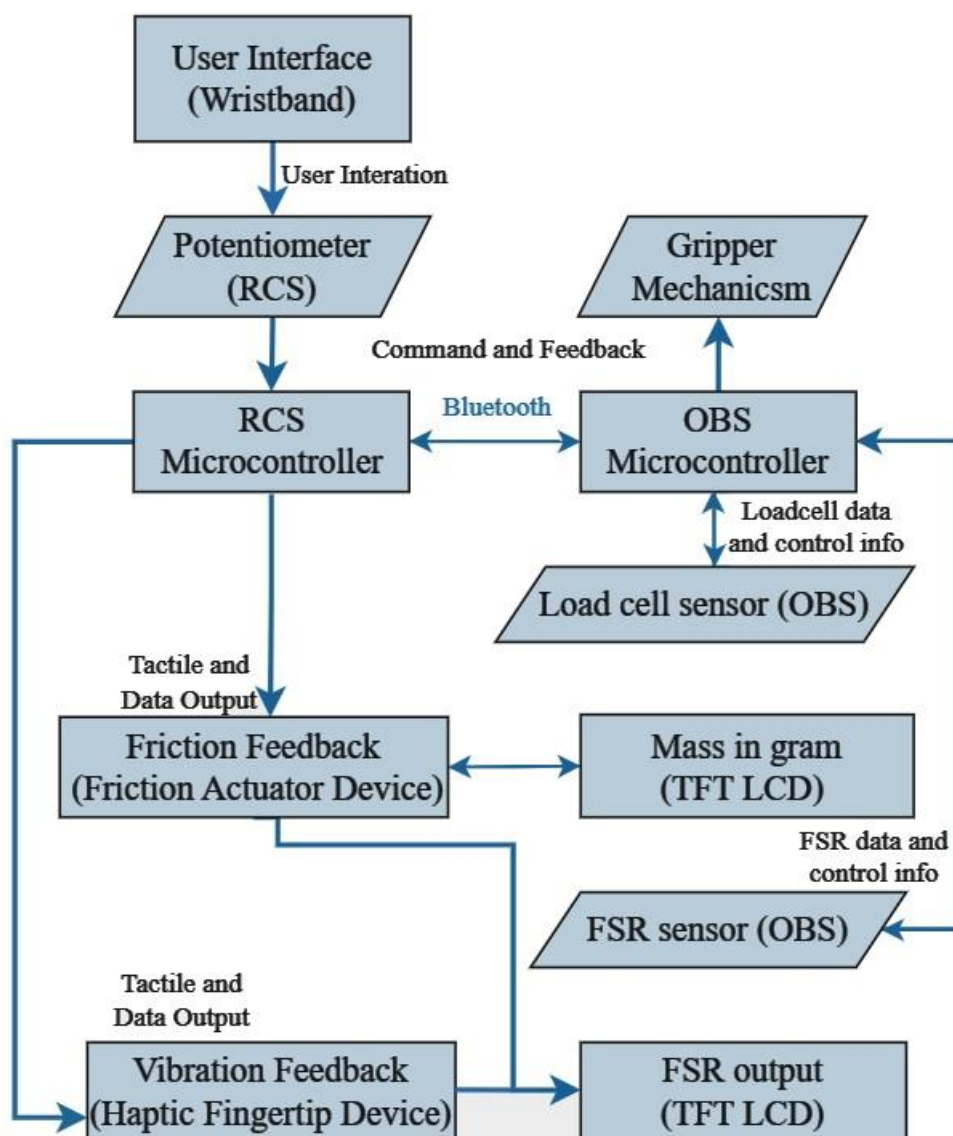 User Interface
(Wristband)
User Interation
Potentiometer
(RCS)
Gripper
Mechanicsm
Command and Feedback
RCS
Microcontroller
Bluetooth
OBS
Microcontroller
Loadcell data
and control info
Load cell sensor (OBS)
Tactile and
Data Output
Friction Feedback
(Friction Actuator Device)
Mass in gram
(TFT LCD)
FSR data and
control info
FSR sensor (OBS)
Tactile and
Data Output
Vibration Feedback
(Haptic Fingertip Device)
FSR output
(TFT LCD)